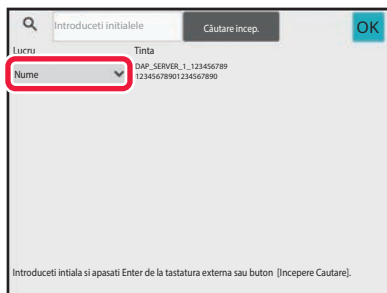 Introduceti initialele
Căutare incep.
OK
Lucru
Tinta
Nume
DAP_SERVER_1_123456789
12345678901234567890
Introduceti intiala si apasati Enter de la tastatura externa sau buton [Incepere Cautare].